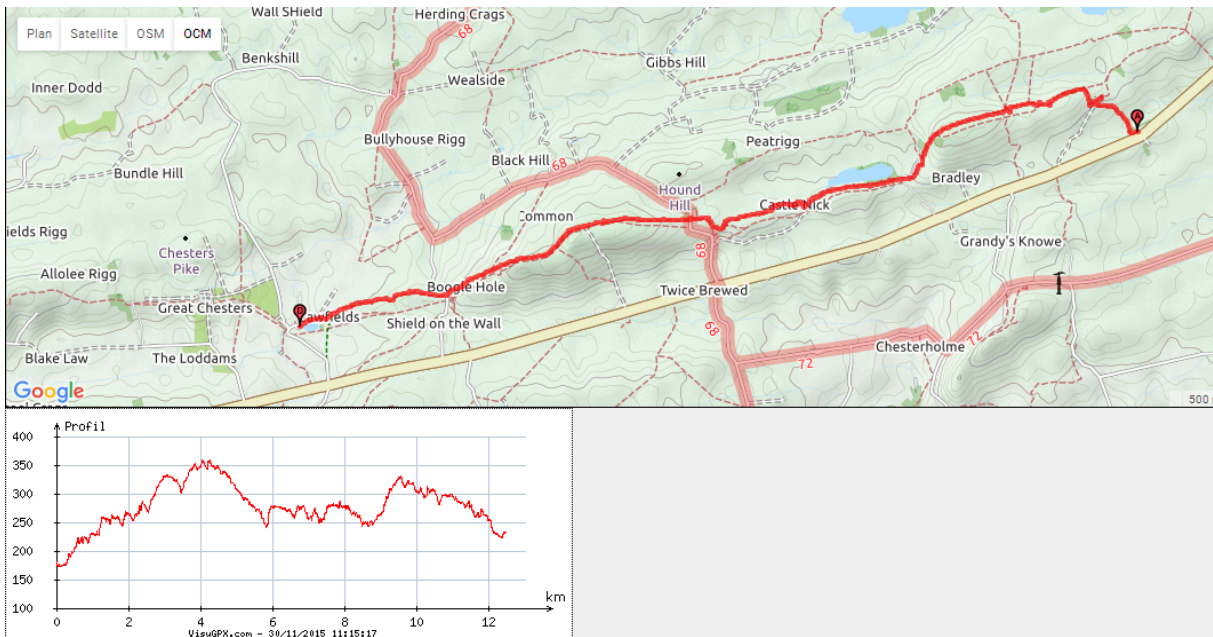 Wall SHield
Herding Crags
68
Plan Satellite OSM OCM
Benkshill
Gibbs Hill
Inner Dodd
Wealside
Bullyhouse Rigg
Peatrigg
A
Black Hill
68
Bundle Hill
Bradley
Hound
Hill
Castle Nick
Common
ields Rigg
Grandy's Knowe
Chesters
Pike
68
Allolee Rigg
Boogle Hole
Twice Brewed
Great Chesters
D
awfields
Shield on the Wall
68
72
Chesterholme
Blake Law
The Loddams
72
Google
500
400
Profil
350
300
250
200
150
100
km
0 2 4 6 8 10 12
VisuGPX.com - 30/11/2015 11:15:17